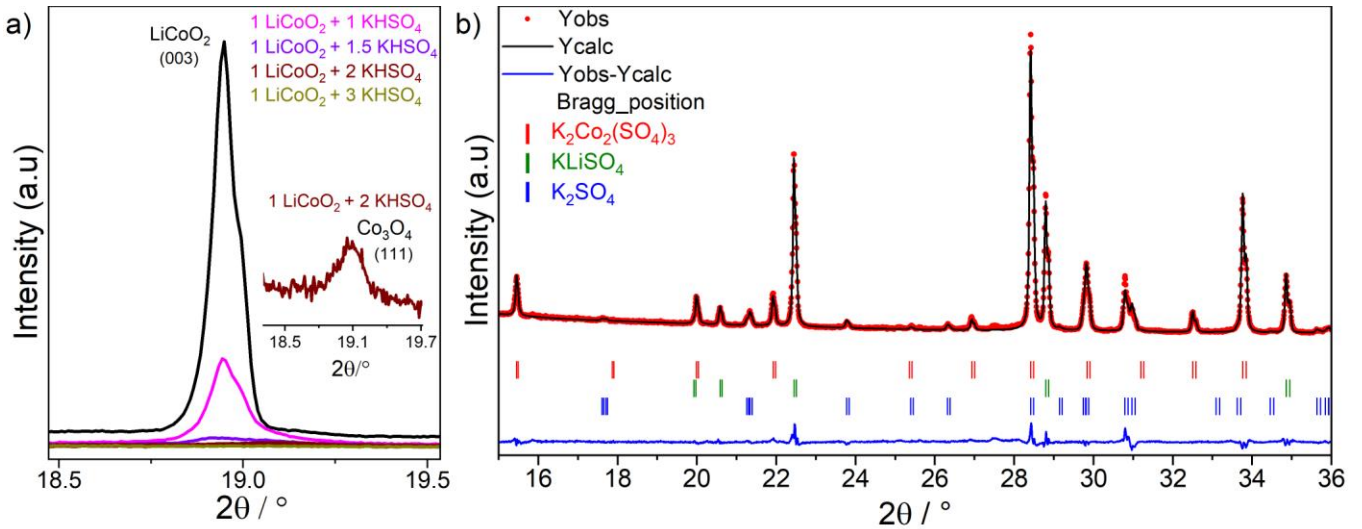 a)
LiCoO₂
(003)
1 LiCoO₂ + 1 KHSO₄
1 LiCoO₂ + 1.5 KHSO₄
1 LiCoO₂ + 2 KHSO₄
1 LiCoO₂ + 3 KHSO₄
1 LiCoO₂ + 2 KHSO₄
Co₃O₄
(111)
18.5 19.1 19.7
2θ/°
Intensity (a.u)
18.5 19.0 19.5
2θ / °
b)
Yobs
Ycalc
Yobs-Ycalc
Bragg_position
K₂Co₂(SO₄)₃
KLiSO₄
K₂SO₄
Intensity (a.u)
16 18 20 22 24 26 28 30 32 34 36
2θ / °